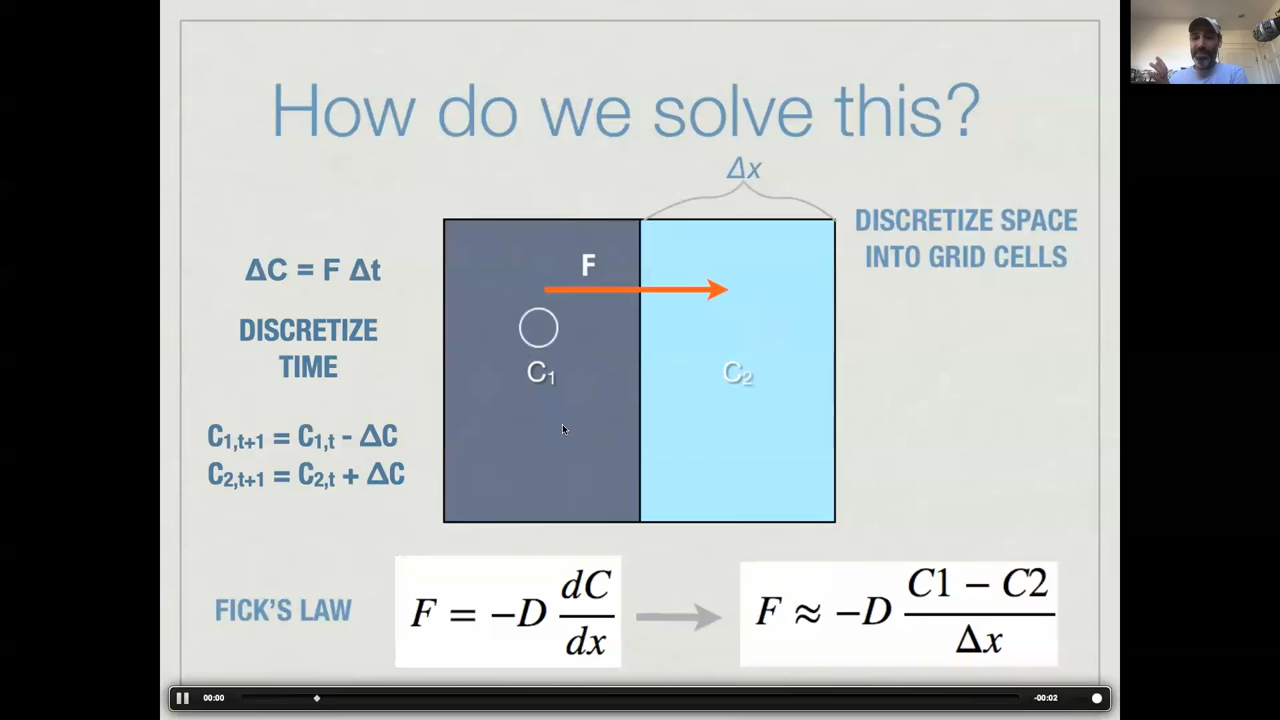 How do we solve this?
Δx
DISCRETIZE SPACE
INTO GRID CELLS
F
ΔC = F Δt
DISCRETIZE
TIME
C₁ C₂
C₁,t+1 = C₁,t - ΔC
C₂,t+1 = C₂,t + ΔC
FICK'S LAW
F = -D dC/dx
F ≈ -D C1 - C2/Δx
00:00 -00:02